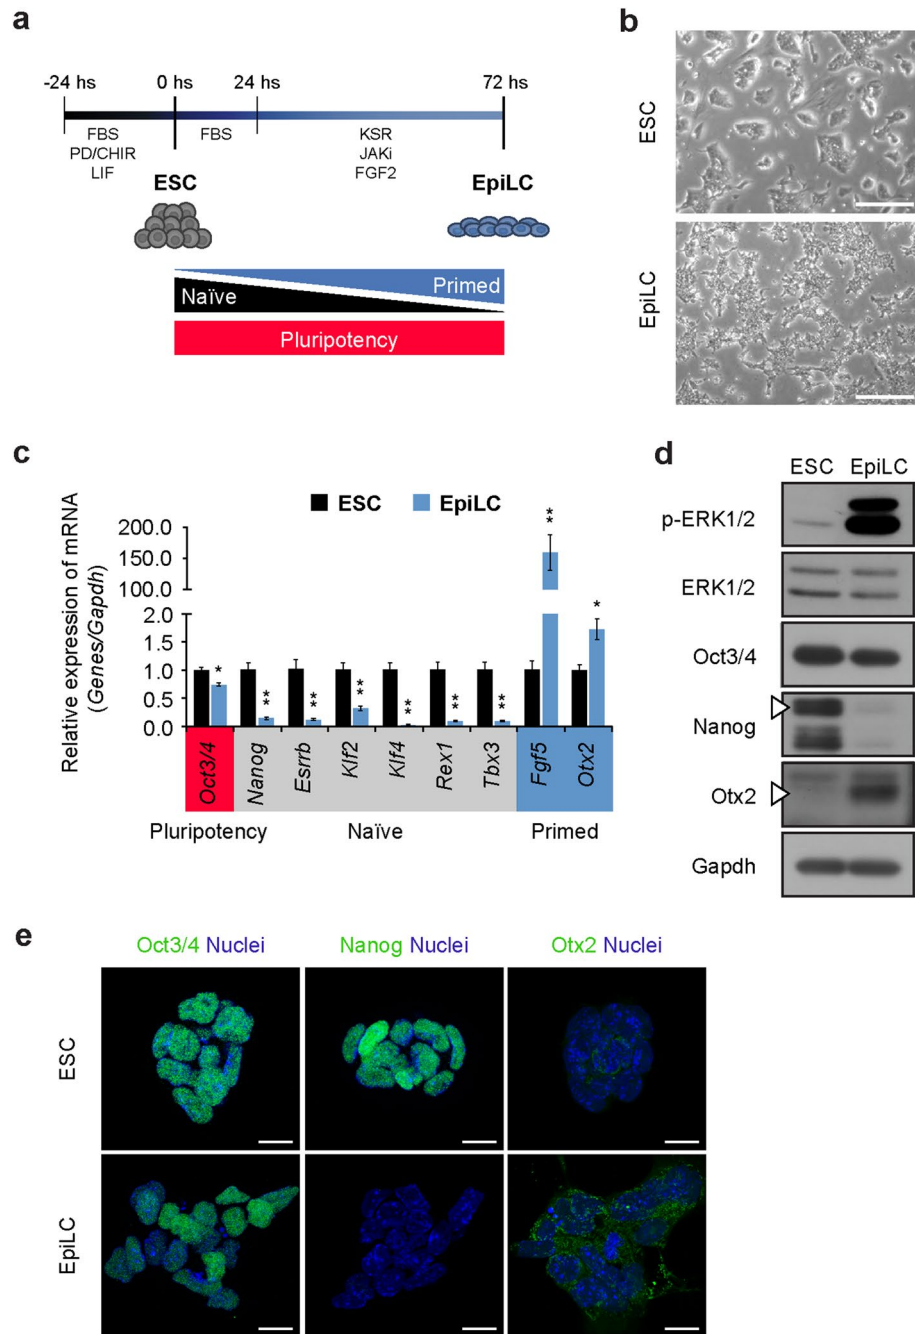 a
-24 hs 0 hs 24 hs 72 hs
FBS FBS KSR
PD/CHIR JAKi
LIF FGF2
ESC EpiLC
Primed
Naïve
Pluripotency
b
ESC
EpiLC
c
ESC EpiLC
Relative expression of mRNA
(Genes/Gapdh)
200.0
150.0
100.0
2.0
1.5
1.0
0.5
0.0
* ** ** ** ** ** ** ** *
Oct3/4 Nanog Esrrb Klf2 Klf4 Rex1 Tbx3 Fgf5 Otx2
Pluripotency Naïve Primed
d
ESC EpiLC
p-ERK1/2
ERK1/2
Oct3/4
Nanog
Otx2
Gapdh
e
Oct3/4 Nuclei Nanog Nuclei Otx2 Nuclei
ESC
EpiLC